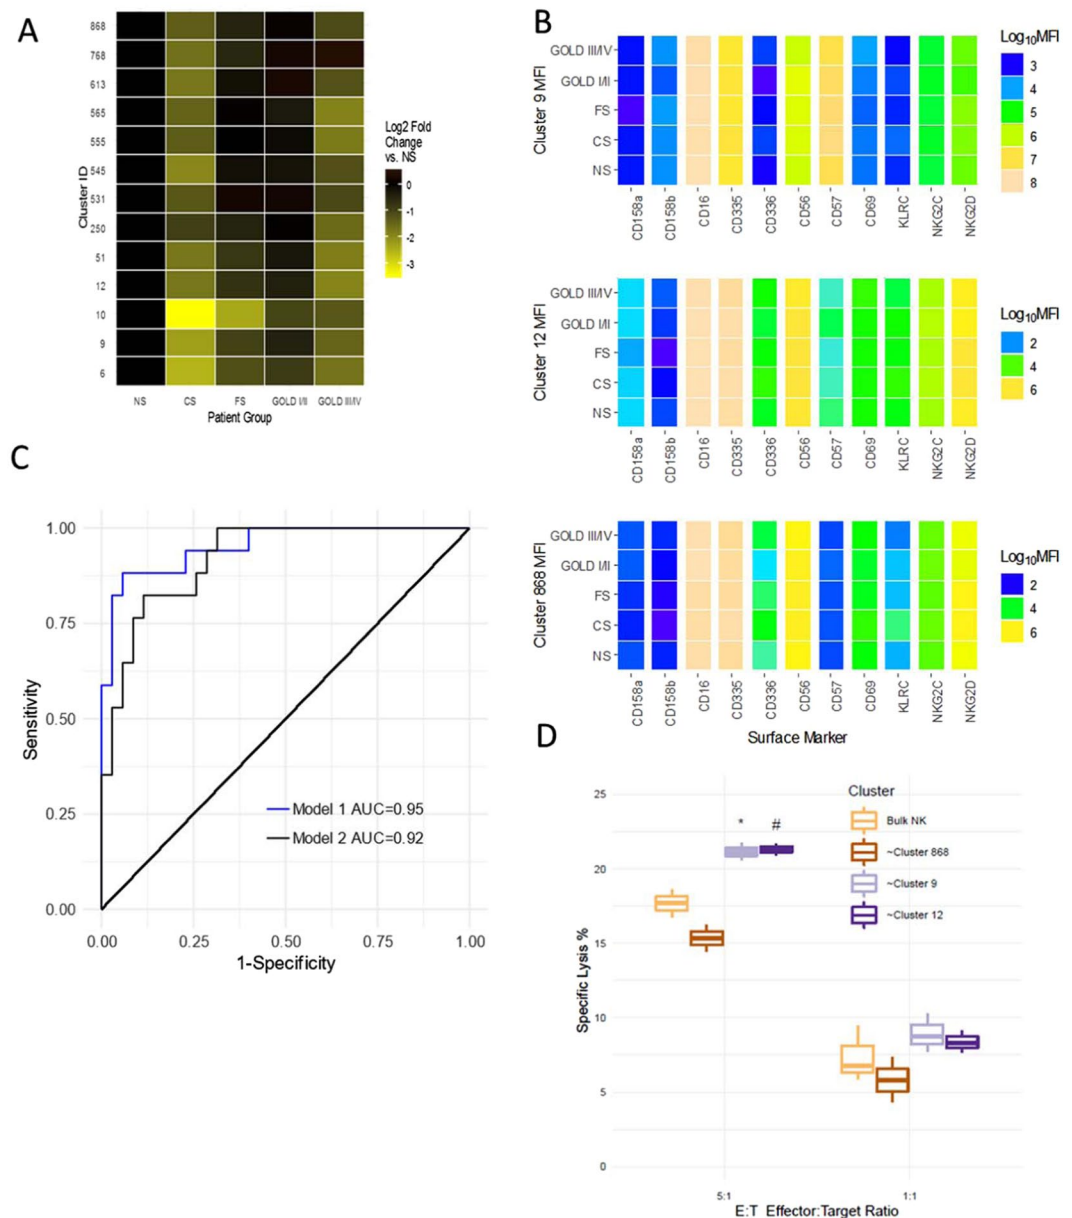 A
868
768
613
565
555
545
531
250
51
12
10
9
6
Cluster ID
NS CS FS GOLD I/II GOLD III/IV
Patient Group
Log2 Fold
Change
vs. NS
0
-1
-2
-3
B
Cluster 9 MFI
GOLD III/IV
GOLD I/II
FS
CS
NS
CD158a CD158b CD16 CD335 CD336 CD56 CD57 CD69 KLRC NKG2C NKG2D
Log10MFI
3
4
5
6
7
8
Cluster 12 MFI
GOLD III/IV
GOLD I/II
FS
CS
NS
CD158a CD158b CD16 CD335 CD336 CD56 CD57 CD69 KLRC NKG2C NKG2D
Log10MFI
2
4
6
Cluster 868 MFI
GOLD III/IV
GOLD I/II
FS
CS
NS
CD158a CD158b CD16 CD335 CD336 CD56 CD57 CD69 KLRC NKG2C NKG2D
Surface Marker
Log10MFI
2
4
6
C
1.00
0.75
0.50
0.25
0.00
Sensitivity
Model 1 AUC=0.95
Model 2 AUC=0.92
0.00 0.25 0.50 0.75 1.00
1-Specificity
D
25
20
15
10
5
0
Specific Lysis %
* #
Cluster
Bulk NK
~Cluster 868
~Cluster 9
~Cluster 12
5:1 1:1
E:T Effector:Target Ratio